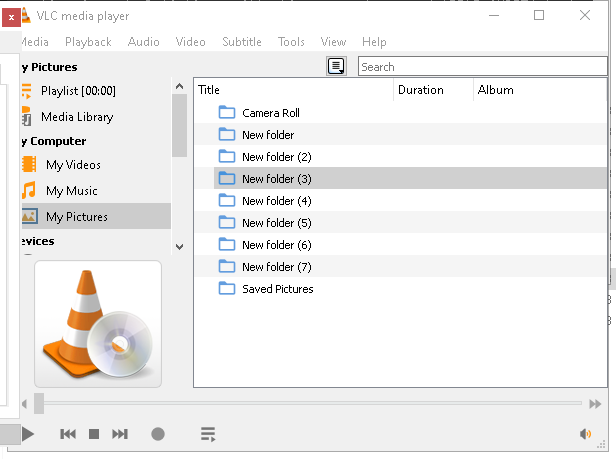 x
VLC media player
Media Playback Audio Video Subtitle Tools View Help
y Pictures
Search
Playlist [00:00]
Media Library
y Computer
My Videos
My Music
My Pictures
evices
Title Duration Album
Camera Roll
New folder
New folder (2)
New folder (3)
New folder (4)
New folder (5)
New folder (6)
New folder (7)
Saved Pictures